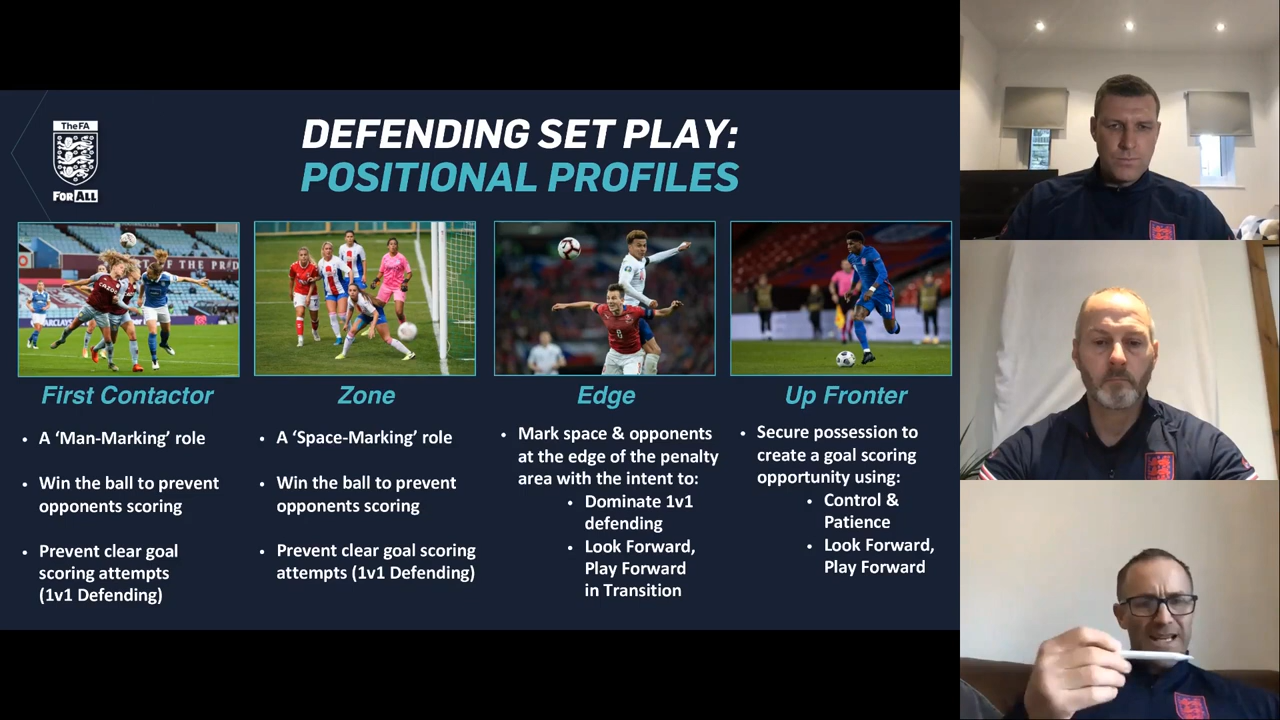 TheFA
FOR ALL
DEFENDING SET PLAY:
POSITIONAL PROFILES
First Contactor
• A ‘Man-Marking’ role
• Win the ball to prevent
opponents scoring
• Prevent clear goal
scoring attempts
(1v1 Defending)
Zone
• A ‘Space-Marking’ role
• Win the ball to prevent
opponents scoring
• Prevent clear goal scoring
attempts (1v1 Defending)
Edge
• Mark space & opponents
at the edge of the penalty
area with the intent to:
• Dominate 1v1
defending
• Look Forward,
Play Forward
in Transition
Up Fronter
• Secure possession to
create a goal scoring
opportunity using:
• Control &
Patience
• Look Forward,
Play Forward